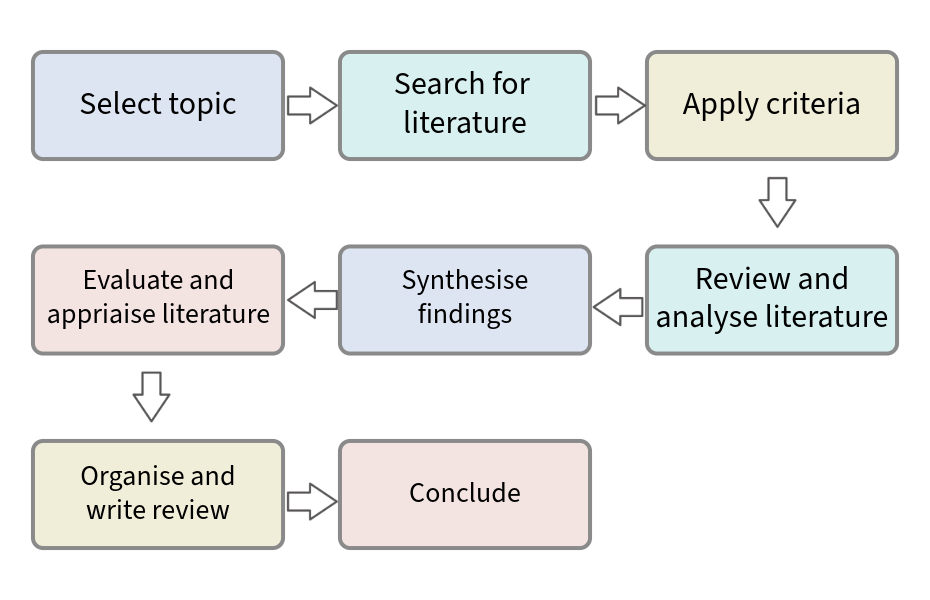 Select topic
Search for
literature
Apply criteria
Review and
analyse literature
Synthesise
findings
Evaluate and
appriaise literature
Organise and
write review
Conclude